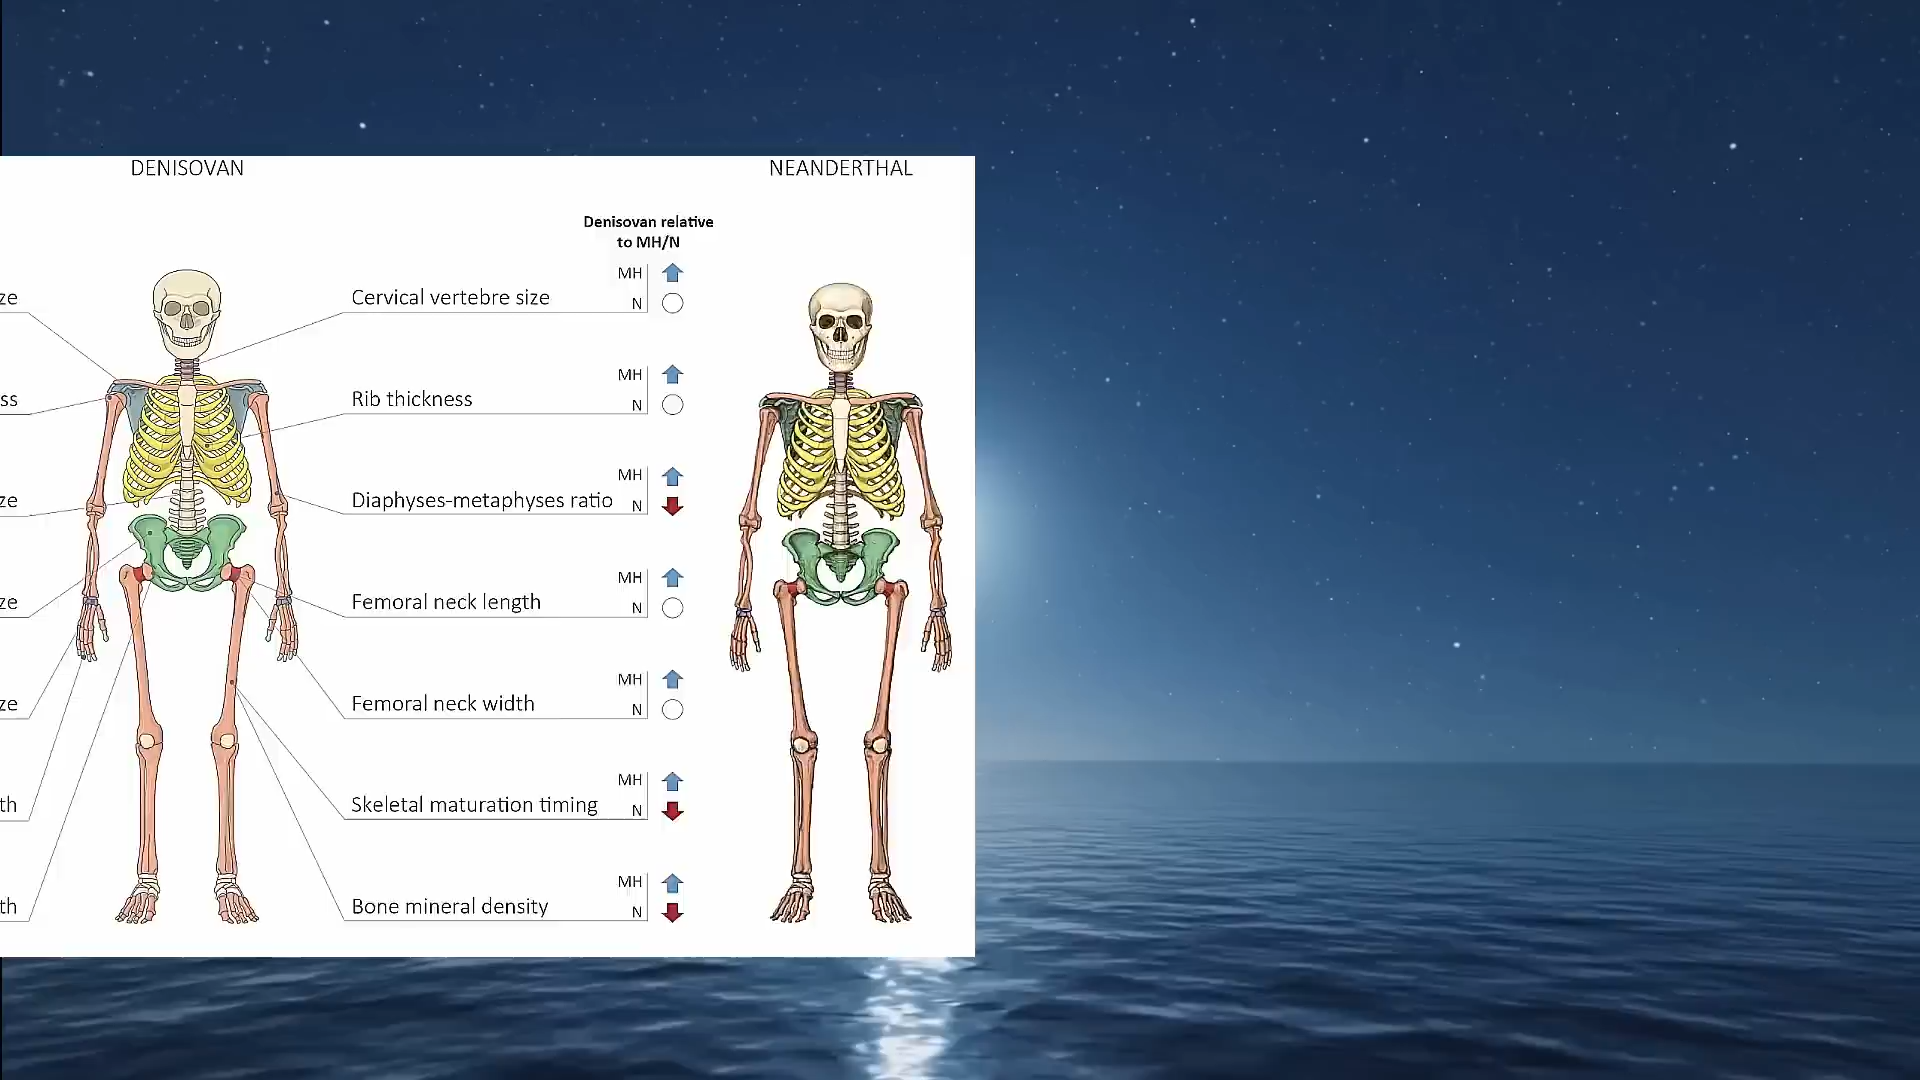 DENISOVAN
NEANDERTHAL
Denisovan relative
to MH/N
MH
ze
Cervical vertebre size
N
MH
ss
Rib thickness
N
MH
ze
Diaphyses-metaphyses ratio
N
MH
ze
Femoral neck length
N
MH
ze
Femoral neck width
N
MH
th
Skeletal maturation timing
N
MH
th
Bone mineral density
N